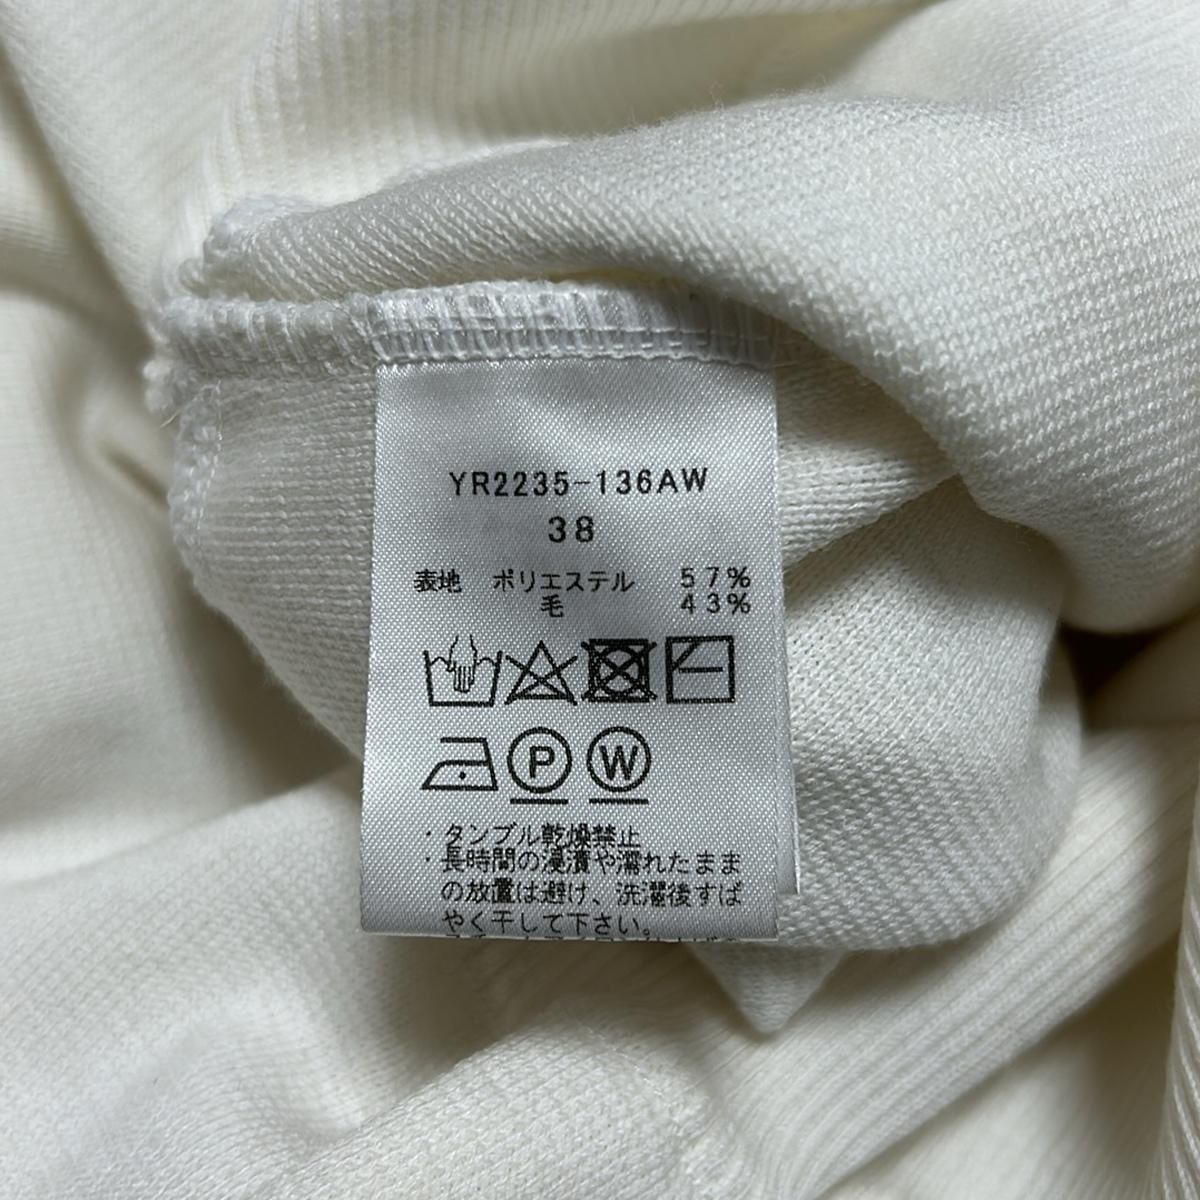 YR2235-136AW
38
表地 ポリエステル 57%
毛 43%
P W
・タンブル乾燥禁止
・長時間の浸漬や濡れたまま
の放置は避け、洗濯後すば
やく干して下さい。